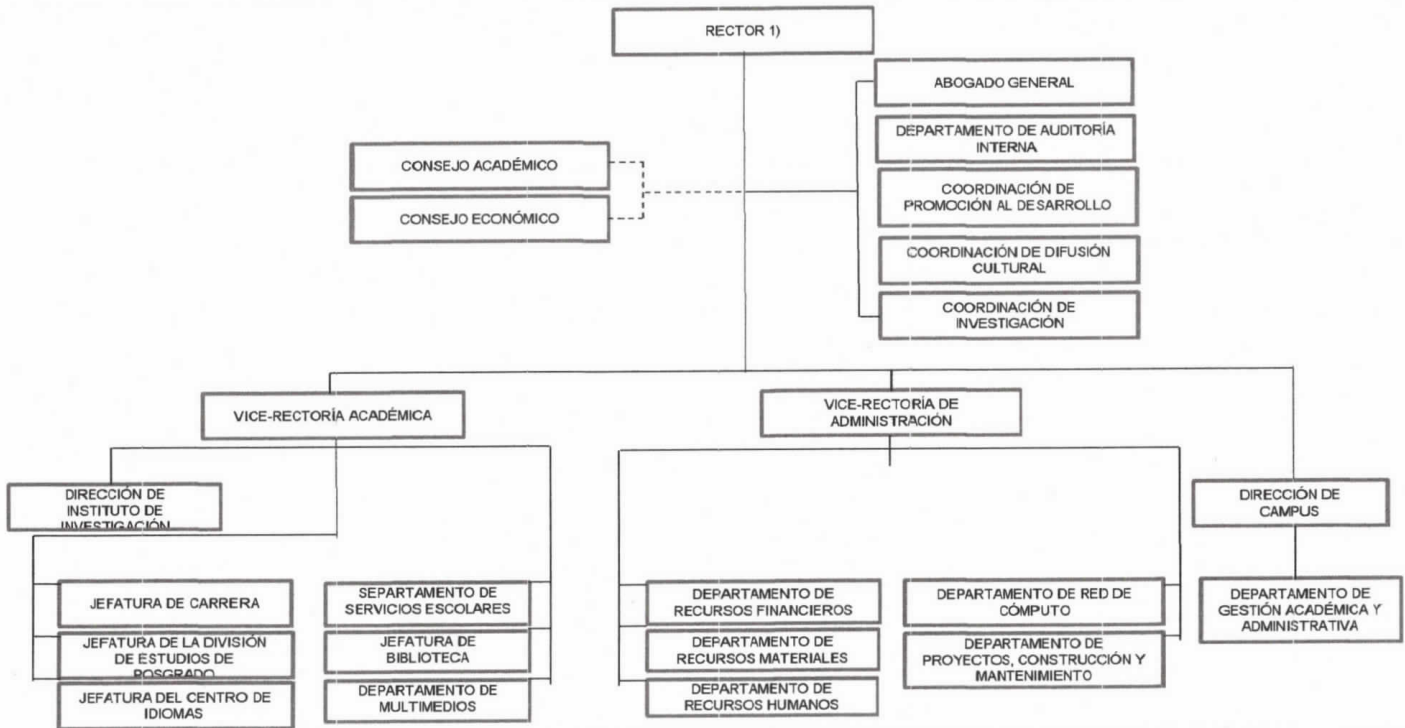 RECTOR 1)
ABOGADO GENERAL
DEPARTAMENTO DE AUDITORÍA
INTERNA
CONSEJO ACADÉMICO
COORDINACIÓN DE
PROMOCIÓN AL DESARROLLO
CONSEJO ECONÓMICO
COORDINACIÓN DE DIFUSIÓN
CULTURAL
COORDINACIÓN DE
INVESTIGACIÓN
VICE-RECTORÍA ACADÉMICA
VICE-RECTORÍA DE
ADMINISTRACIÓN
DIRECCIÓN DE
INSTITUTO DE
INVESTIGACIÓN
DIRECCIÓN DE
CAMPUS
JEFATURA DE CARRERA
SEPARTAMENTO DE
SERVICIOS ESCOLARES
DEPARTAMENTO DE
RECURSOS FINANCIEROS
DEPARTAMENTO DE RED DE
CÓMPUTO
DEPARTAMENTO DE
GESTIÓN ACADÉMICA Y
ADMINISTRATIVA
JEFATURA DE LA DIVISIÓN
DE ESTUDIOS DE
POSGRADO
JEFATURA DE
BIBLIOTECA
DEPARTAMENTO DE
RECURSOS MATERIALES
DEPARTAMENTO DE
PROYECTOS, CONSTRUCCIÓN Y
MANTENIMIENTO
JEFATURA DEL CENTRO DE
IDIOMAS
DEPARTAMENTO DE
MULTIMEDIOS
DEPARTAMENTO DE
RECURSOS HUMANOS